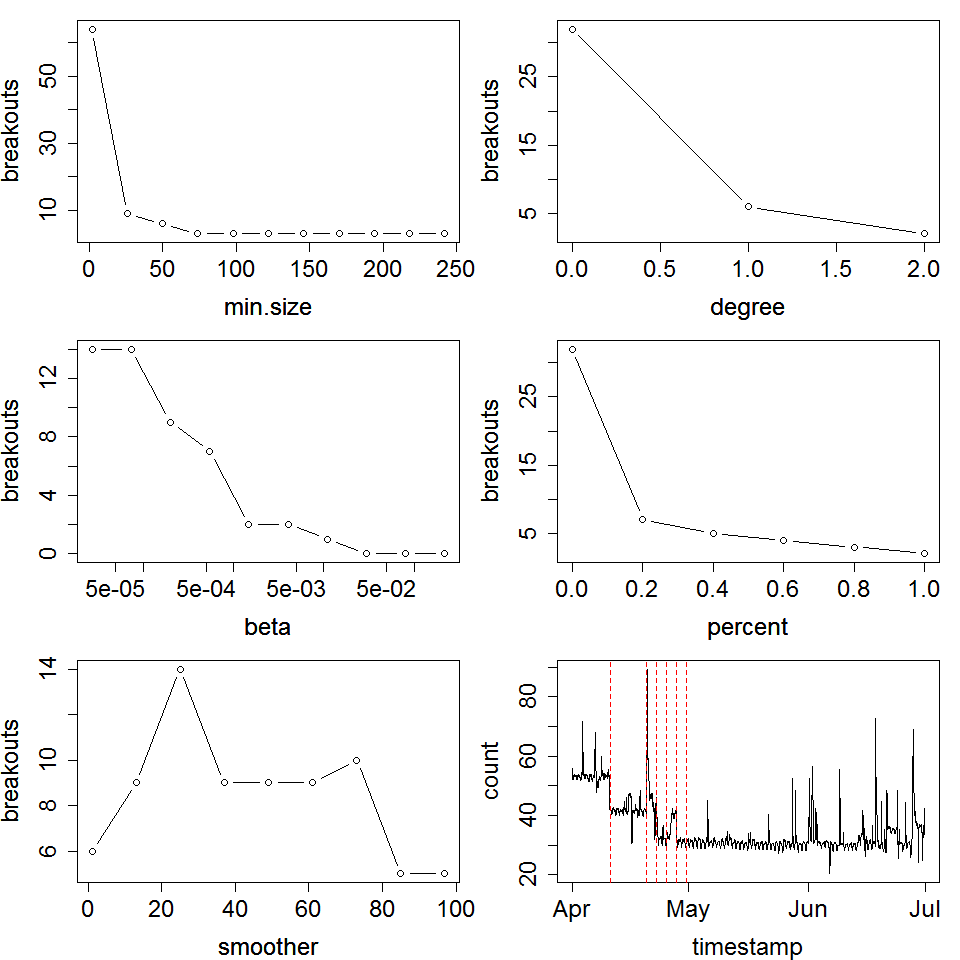 breakouts
10 30 50
0 50 100 150 200 250
min.size
breakouts
5 15 25
0.0 0.5 1.0 1.5 2.0
degree
breakouts
0 4 8 12
5e-05 5e-04 5e-03 5e-02
beta
breakouts
5 15 25
0.0 0.2 0.4 0.6 0.8 1.0
percent
breakouts
6 8 10 14
0 20 40 60 80 100
smoother
count
20 40 60 80
Apr May Jun Jul
timestamp